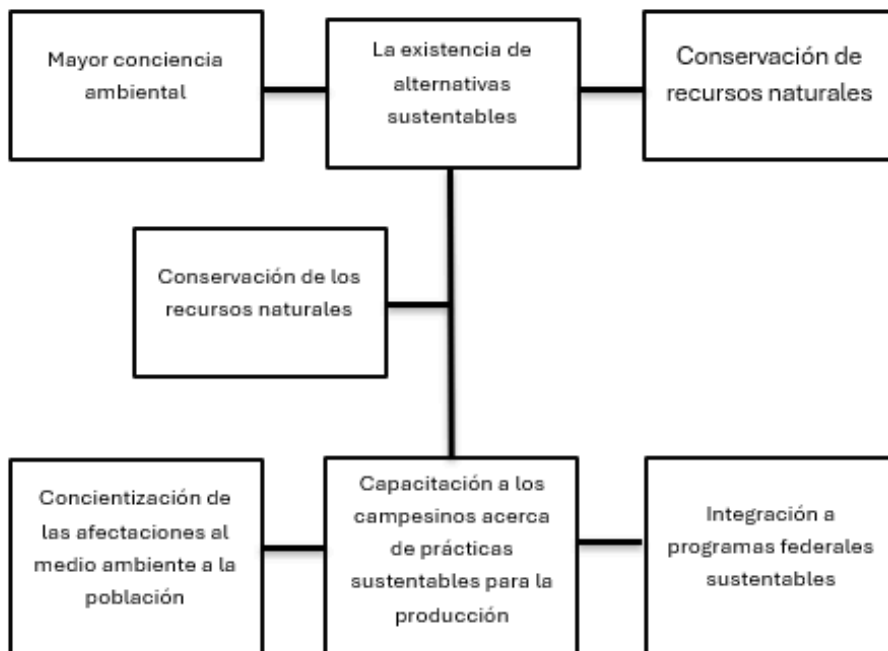 Mayor conciencia
ambiental
La existencia de
alternativas
sustentables
Conservación de
recursos naturales
Conservación de los
recursos naturales
Concientización de
las afectaciones al
medio ambiente a la
población
Capacitación a los
campesinos acerca
de prácticas
sustentables para la
producción
Integración a
programas federales
sustentables